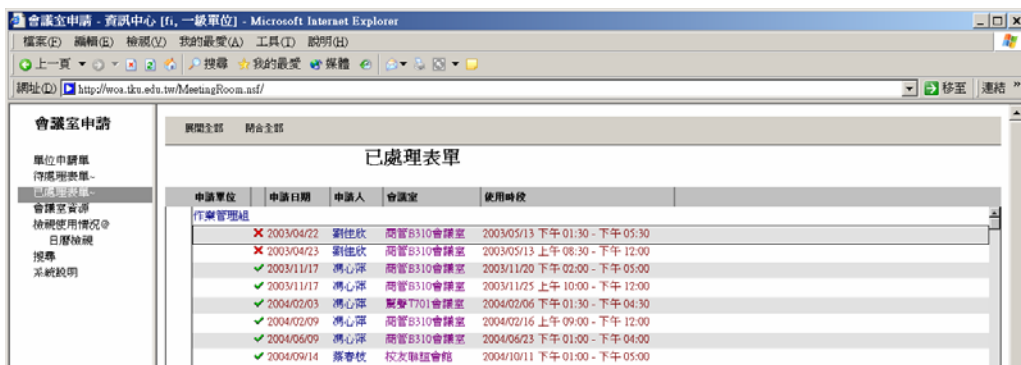 會議室申請 - 資訊中心 [fi, 一級單位] - Microsoft Internet Explorer
檔案(F) 編輯(E) 檢視(V) 我的最愛(A) 工具(T) 說明(H)
上一頁 搜尋 我的最愛 媒體
網址(D) http://woa.tku.edu.tw/MeetingRoom.nsf/ 移至 連結 »
會議室申請
單位申請單
待處理表單~
已處理表單~
會議室資源
檢視使用情況@
日曆檢視
搜尋
系統說明
展開全部 閉合全部
已處理表單
申請單位 申請日期 申請人 會議室 使用時段
作業管理組
2003/04/22 劉佳欣 商管B310會議室 2003/05/13 下午 01:30 - 下午 05:30
2003/04/23 劉佳欣 商管B310會議室 2003/05/13 上午 08:30 - 下午 12:00
2003/11/17 馮心萍 商管B310會議室 2003/11/20 下午 02:00 - 下午 05:00
2003/11/17 馮心萍 商管B310會議室 2003/11/25 上午 10:00 - 下午 12:00
2004/02/03 馮心萍 驚聲T701會議室 2004/02/06 下午 01:30 - 下午 04:30
2004/02/09 馮心萍 商管B310會議室 2004/02/16 上午 09:00 - 下午 12:00
2004/06/09 馮心萍 商管B310會議室 2004/06/23 下午 01:00 - 下午 04:00
2004/09/14 蔡春枝 校友聯誼會館 2004/10/11 下午 01:00 - 下午 05:00